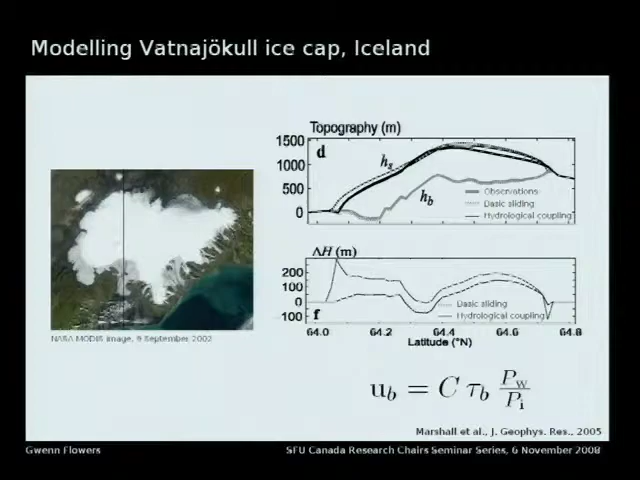 Modelling Vatnajökull ice cap, Iceland
Topography (m)
1500
1000
500
0
d
hs
hb
Observations
Basic sliding
Hydrological coupling
ΔH (m)
200
100
0
-100
f
Basic sliding
Hydrological coupling
64.0 64.2 64.4 64.6 64.8
Latitude (°N)
NASA MODIS image, 9 September 2002
u_b = C τ_b P_w / P_i
Marshall et al., J. Geophys. Res., 2005
Gwenn Flowers
SFU Canada Research Chairs Seminar Series, 6 November 2008